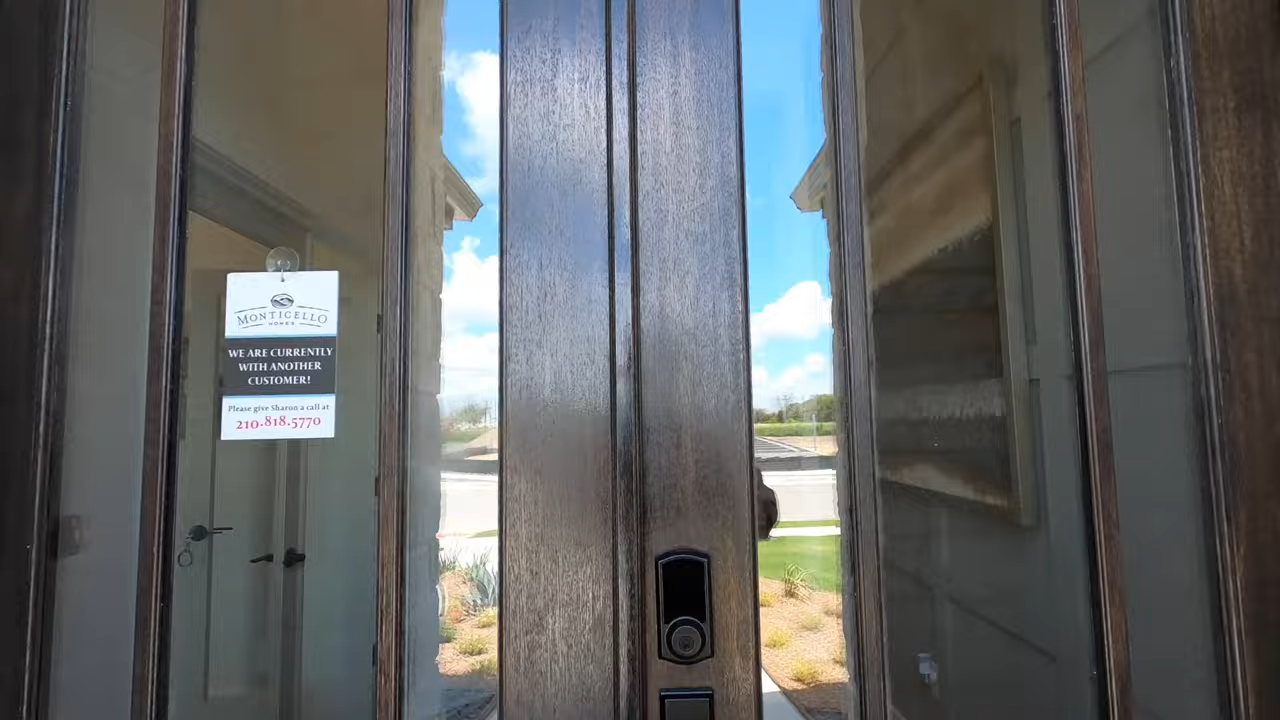 MONTICELLO
HOMES
WE ARE CURRENTLY
WITH ANOTHER
CUSTOMER!
Please give Sharon a call at
210.818.5770